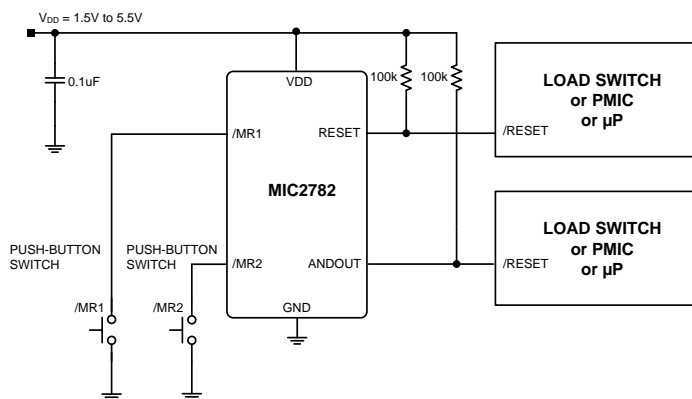 V_DD = 1.5V to 5.5V
0.1uF
VDD
100k
100k
/MR1
RESET
MIC2782
/MR2
ANDOUT
GND
LOAD SWITCH
or PMIC
or µP
/RESET
LOAD SWITCH
or PMIC
or µP
/RESET
PUSH-BUTTON
SWITCH
PUSH-BUTTON
SWITCH
/MR1
/MR2